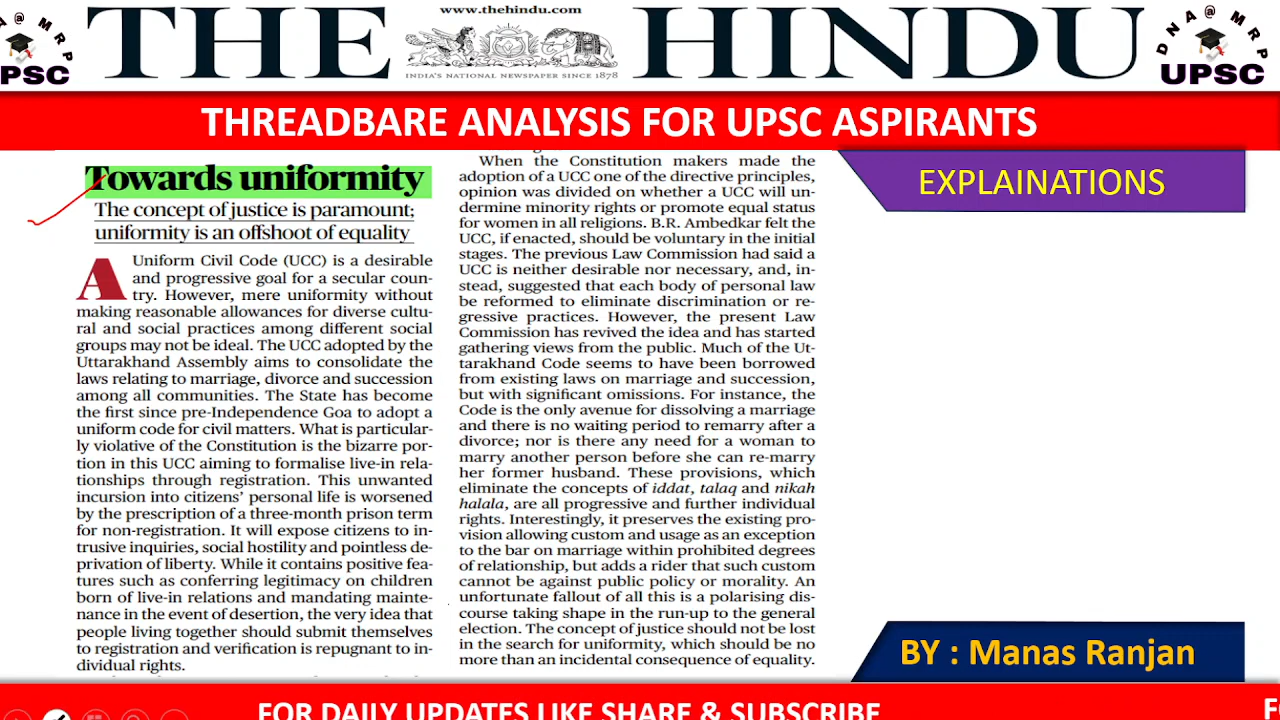 www.thehindu.com
THE HINDU
INDIA'S NATIONAL NEWSPAPER SINCE 1878
DNA@MRP
PSC
DNA@MRP
UPSC
THREADBARE ANALYSIS FOR UPSC ASPIRANTS
Towards uniformity
The concept of justice is paramount;
uniformity is an offshoot of equality
A Uniform Civil Code (UCC) is a desirable
and progressive goal for a secular coun-
try. However, mere uniformity without
making reasonable allowances for diverse cultu-
ral and social practices among different social
groups may not be ideal. The UCC adopted by the
Uttarakhand Assembly aims to consolidate the
laws relating to marriage, divorce and succession
among all communities. The State has become
the first since pre-Independence Goa to adopt a
uniform code for civil matters. What is particular-
ly violative of the Constitution is the bizarre por-
tion in this UCC aiming to formalise live-in rela-
tionships through registration. This unwanted
incursion into citizens' personal life is worsened
by the prescription of a three-month prison term
for non-registration. It will expose citizens to in-
trusive inquiries, social hostility and pointless de-
privation of liberty. While it contains positive fea-
tures such as conferring legitimacy on children
born of live-in relations and mandating mainte-
nance in the event of desertion, the very idea that
people living together should submit themselves
to registration and verification is repugnant to in-
dividual rights.
When the Constitution makers made the
adoption of a UCC one of the directive principles,
opinion was divided on whether a UCC will un-
dermine minority rights or promote equal status
for women in all religions. B.R. Ambedkar felt the
UCC, if enacted, should be voluntary in the initial
stages. The previous Law Commission had said a
UCC is neither desirable nor necessary, and, in-
stead, suggested that each body of personal law
be reformed to eliminate discrimination or re-
gressive practices. However, the present Law
Commission has revived the idea and has started
gathering views from the public. Much of the Ut-
tarakhand Code seems to have been borrowed
from existing laws on marriage and succession,
but with significant omissions. For instance, the
Code is the only avenue for dissolving a marriage
and there is no waiting period to remarry after a
divorce; nor is there any need for a woman to
marry another person before she can re-marry
her former husband. These provisions, which
eliminate the concepts of iddat, talaq and nikah
halala, are all progressive and further individual
rights. Interestingly, it preserves the existing pro-
vision allowing custom and usage as an exception
to the bar on marriage within prohibited degrees
of relationship, but adds a rider that such custom
cannot be against public policy or morality. An
unfortunate fallout of all this is a polarising dis-
course taking shape in the run-up to the general
election. The concept of justice should not be lost
in the search for uniformity, which should be no
more than an incidental consequence of equality.
EXPLAINATIONS
BY : Manas Ranjan
FOR DAILY UPDATES LIKE SHARE & SUBSCRIBE